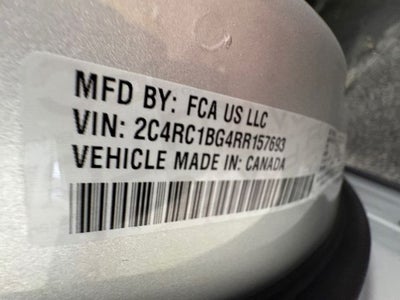 MFD BY: FCA US LLC
VIN: 2C4RC1BG4RR157693
VEHICLE MADE IN: CANADA